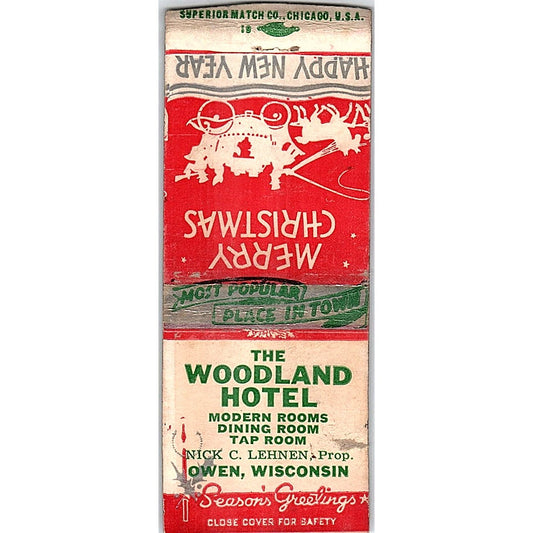 SUPERIOR MATCH CO., CHICAGO, U.S.A.
19
HAPPY NEW YEAR
MERRY
CHRISTMAS
MOST POPULAR
PLACE IN TOWN
THE
WOODLAND
HOTEL
MODERN ROOMS
DINING ROOM
TAP ROOM
NICK C. LEHNEN, Prop.
OWEN, WISCONSIN
Season's Greetings
CLOSE COVER FOR SAFETY